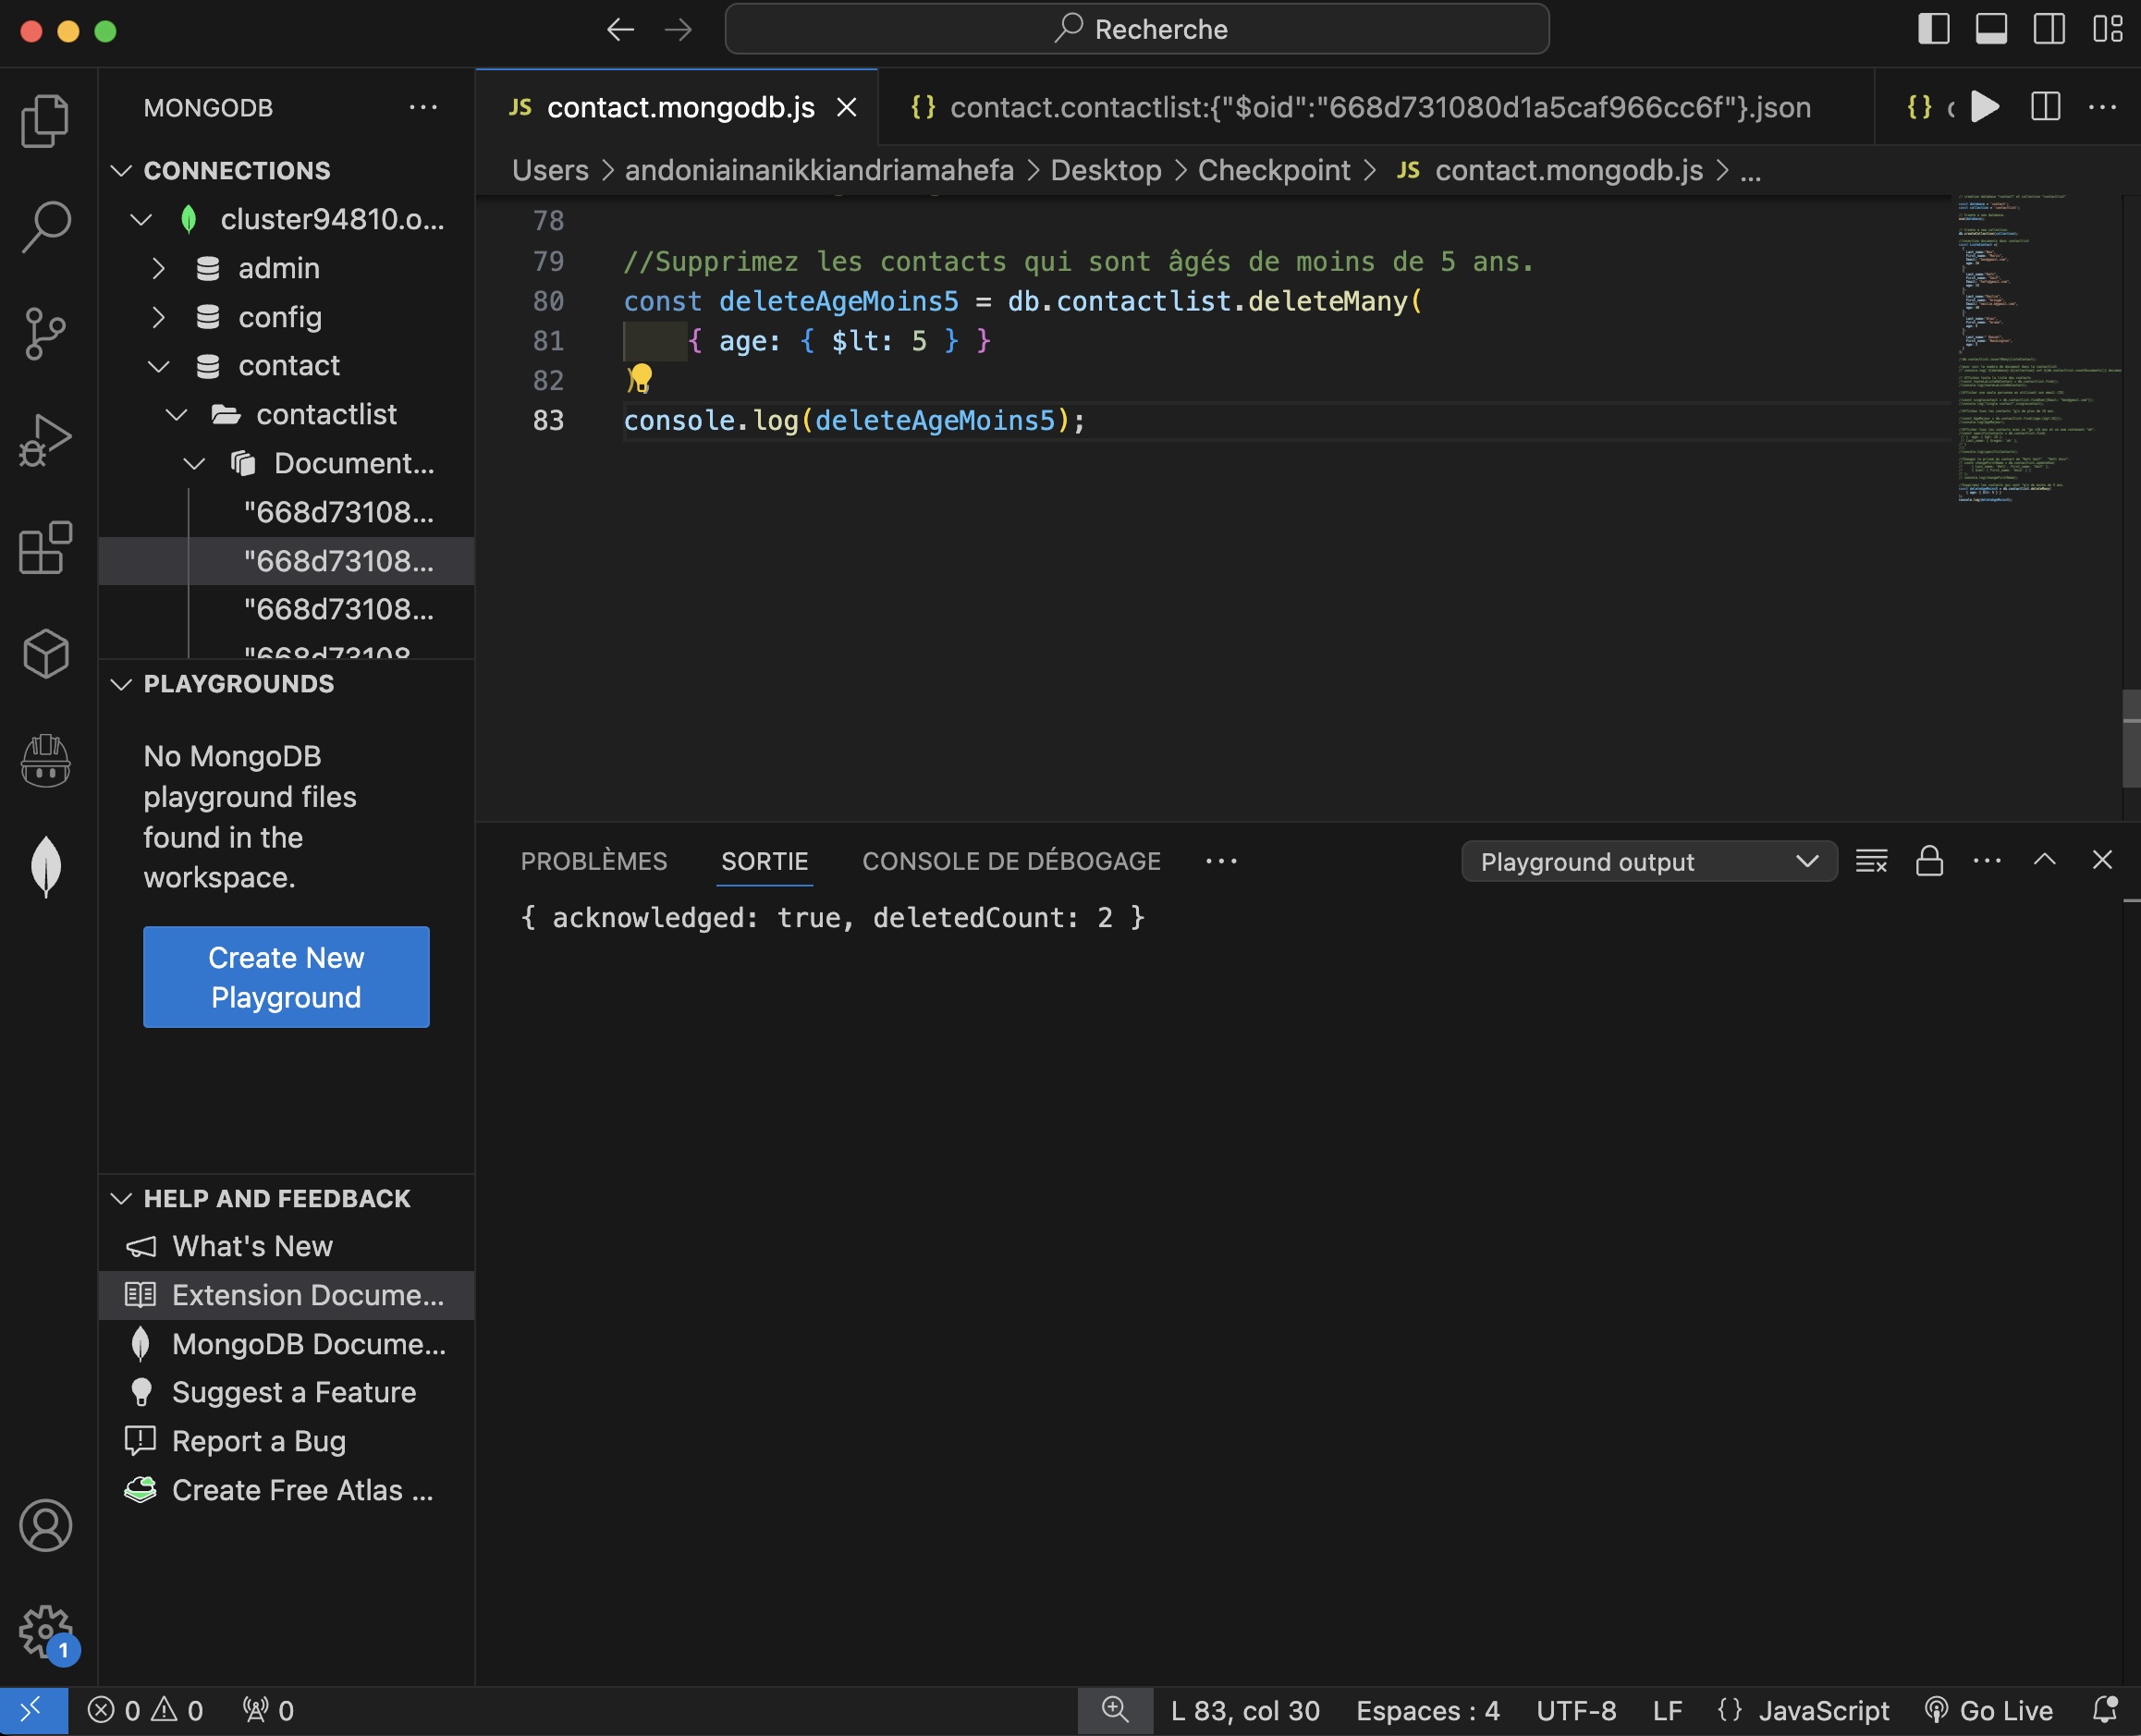 Recherche
MONGODB
CONNECTIONS
cluster94810.o...
admin
config
contact
contactlist
Document...
"668d73108...
"668d73108...
"668d73108...
"668d73108
PLAYGROUNDS
No MongoDB
playground files
found in the
workspace.
Create New
Playground
HELP AND FEEDBACK
What's New
Extension Docume...
MongoDB Docume...
Suggest a Feature
Report a Bug
Create Free Atlas ...
1
JS contact.mongodb.js
{} contact.contactlist:{"$oid":"668d731080d1a5caf966cc6f"}.json
{} c
Users > andoniainanikkiandriamahefa > Desktop > Checkpoint > JS contact.mongodb.js > ...
78
79 //Supprimez les contacts qui sont âgés de moins de 5 ans.
80 const deleteAgeMoins5 = db.contactlist.deleteMany(
81 { age: { $lt: 5 } }
82 )
83 console.log(deleteAgeMoins5);
PROBLÈMES SORTIE CONSOLE DE DÉBOGAGE ... Playground output
{ acknowledged: true, deletedCount: 2 }
0 0 0 L 83, col 30 Espaces : 4 UTF-8 LF {} JavaScript Go Live